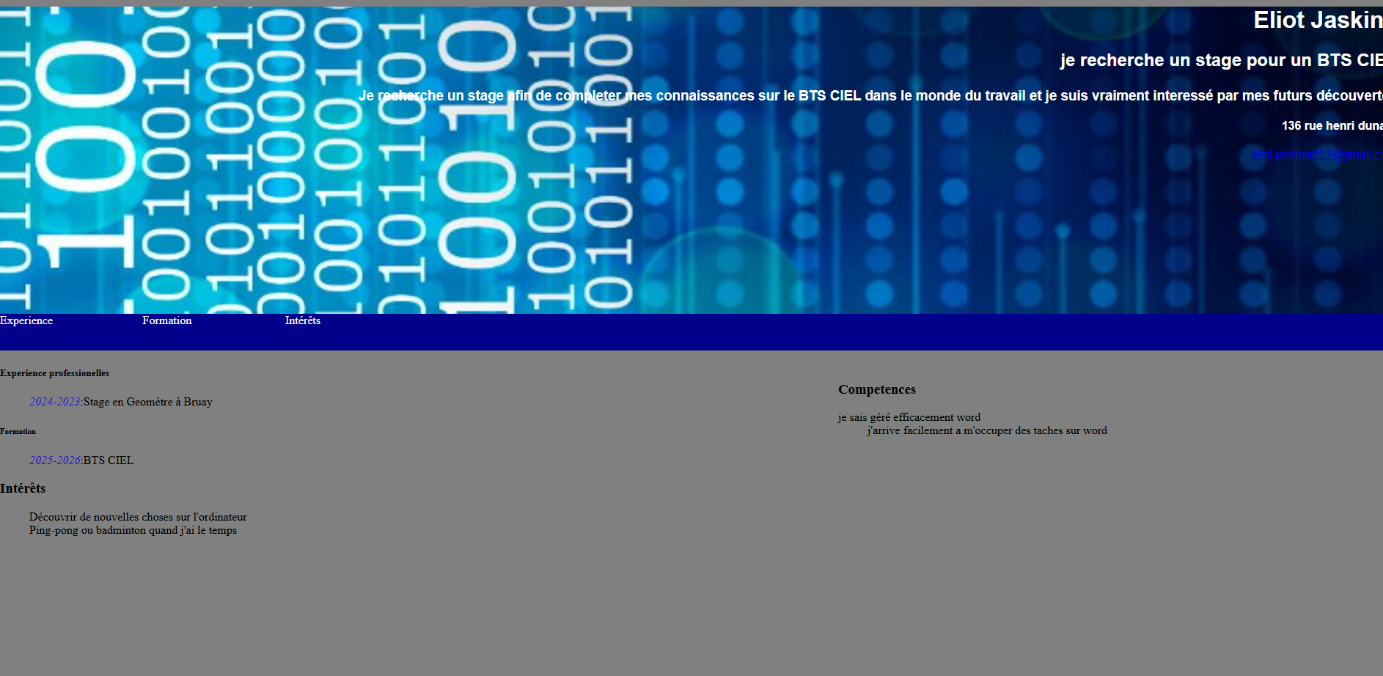 Eliot Jaskin
je recherche un stage pour un BTS CIE
Je recherche un stage afin de completer mes connaissances sur le BTS CIEL dans le monde du travail et je suis vraiment interessé par mes futurs découverte
136 rue henri duna
Experience Formation Intérêts
Experience professionelles
2024-2023:Stage en Geomètre à Bruay
Formation
2025-2026:BTS CIEL
Intérêts
Découvrir de nouvelles choses sur l'ordinateur
Ping-pong ou badminton quand j'ai le temps
Competences
je sais géré efficacement word
j'arrive facilement a m'occuper des taches sur word